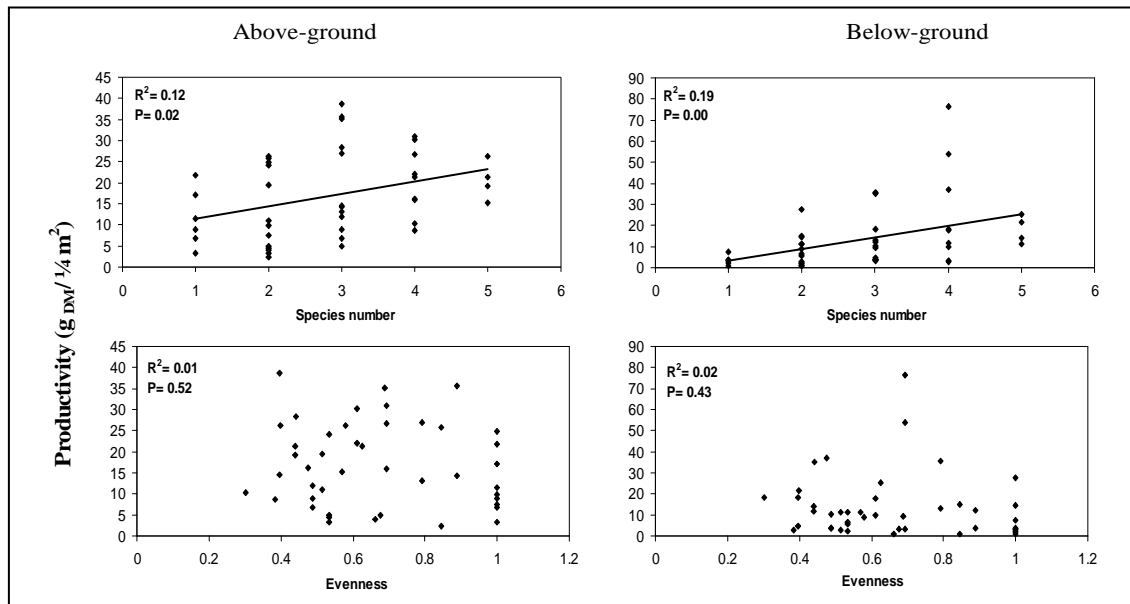 Above-ground
Below-ground
Productivity (g DM/ ¼ m²)
R²= 0.12
P= 0.02
45
40
35
30
25
20
15
10
5
0
0 1 2 3 4 5 6
Species number
R²= 0.19
P= 0.00
90
80
70
60
50
40
30
20
10
0
0 1 2 3 4 5 6
Species number
R²= 0.01
P= 0.52
45
40
35
30
25
20
15
10
5
0
0 0.2 0.4 0.6 0.8 1 1.2
Evenness
R²= 0.02
P= 0.43
90
80
70
60
50
40
30
20
10
0
0 0.2 0.4 0.6 0.8 1 1.2
Evenness